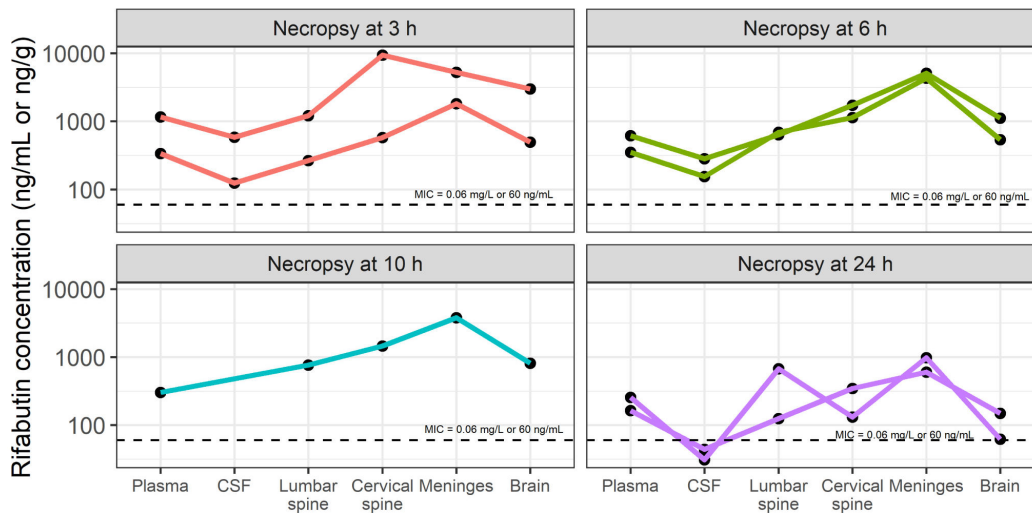 Rifabutin concentration (ng/mL or ng/g)
Necropsy at 3 h
Necropsy at 6 h
10000
1000
100
MIC = 0.06 mg/L or 60 ng/mL
MIC = 0.06 mg/L or 60 ng/mL
Necropsy at 10 h
Necropsy at 24 h
10000
1000
100
MIC = 0.06 mg/L or 60 ng/mL
MIC = 0.06 mg/L or 60 ng/mL
Plasma
CSF
Lumbar
spine
Cervical
spine
Meninges
Brain
Plasma
CSF
Lumbar
spine
Cervical
spine
Meninges
Brain